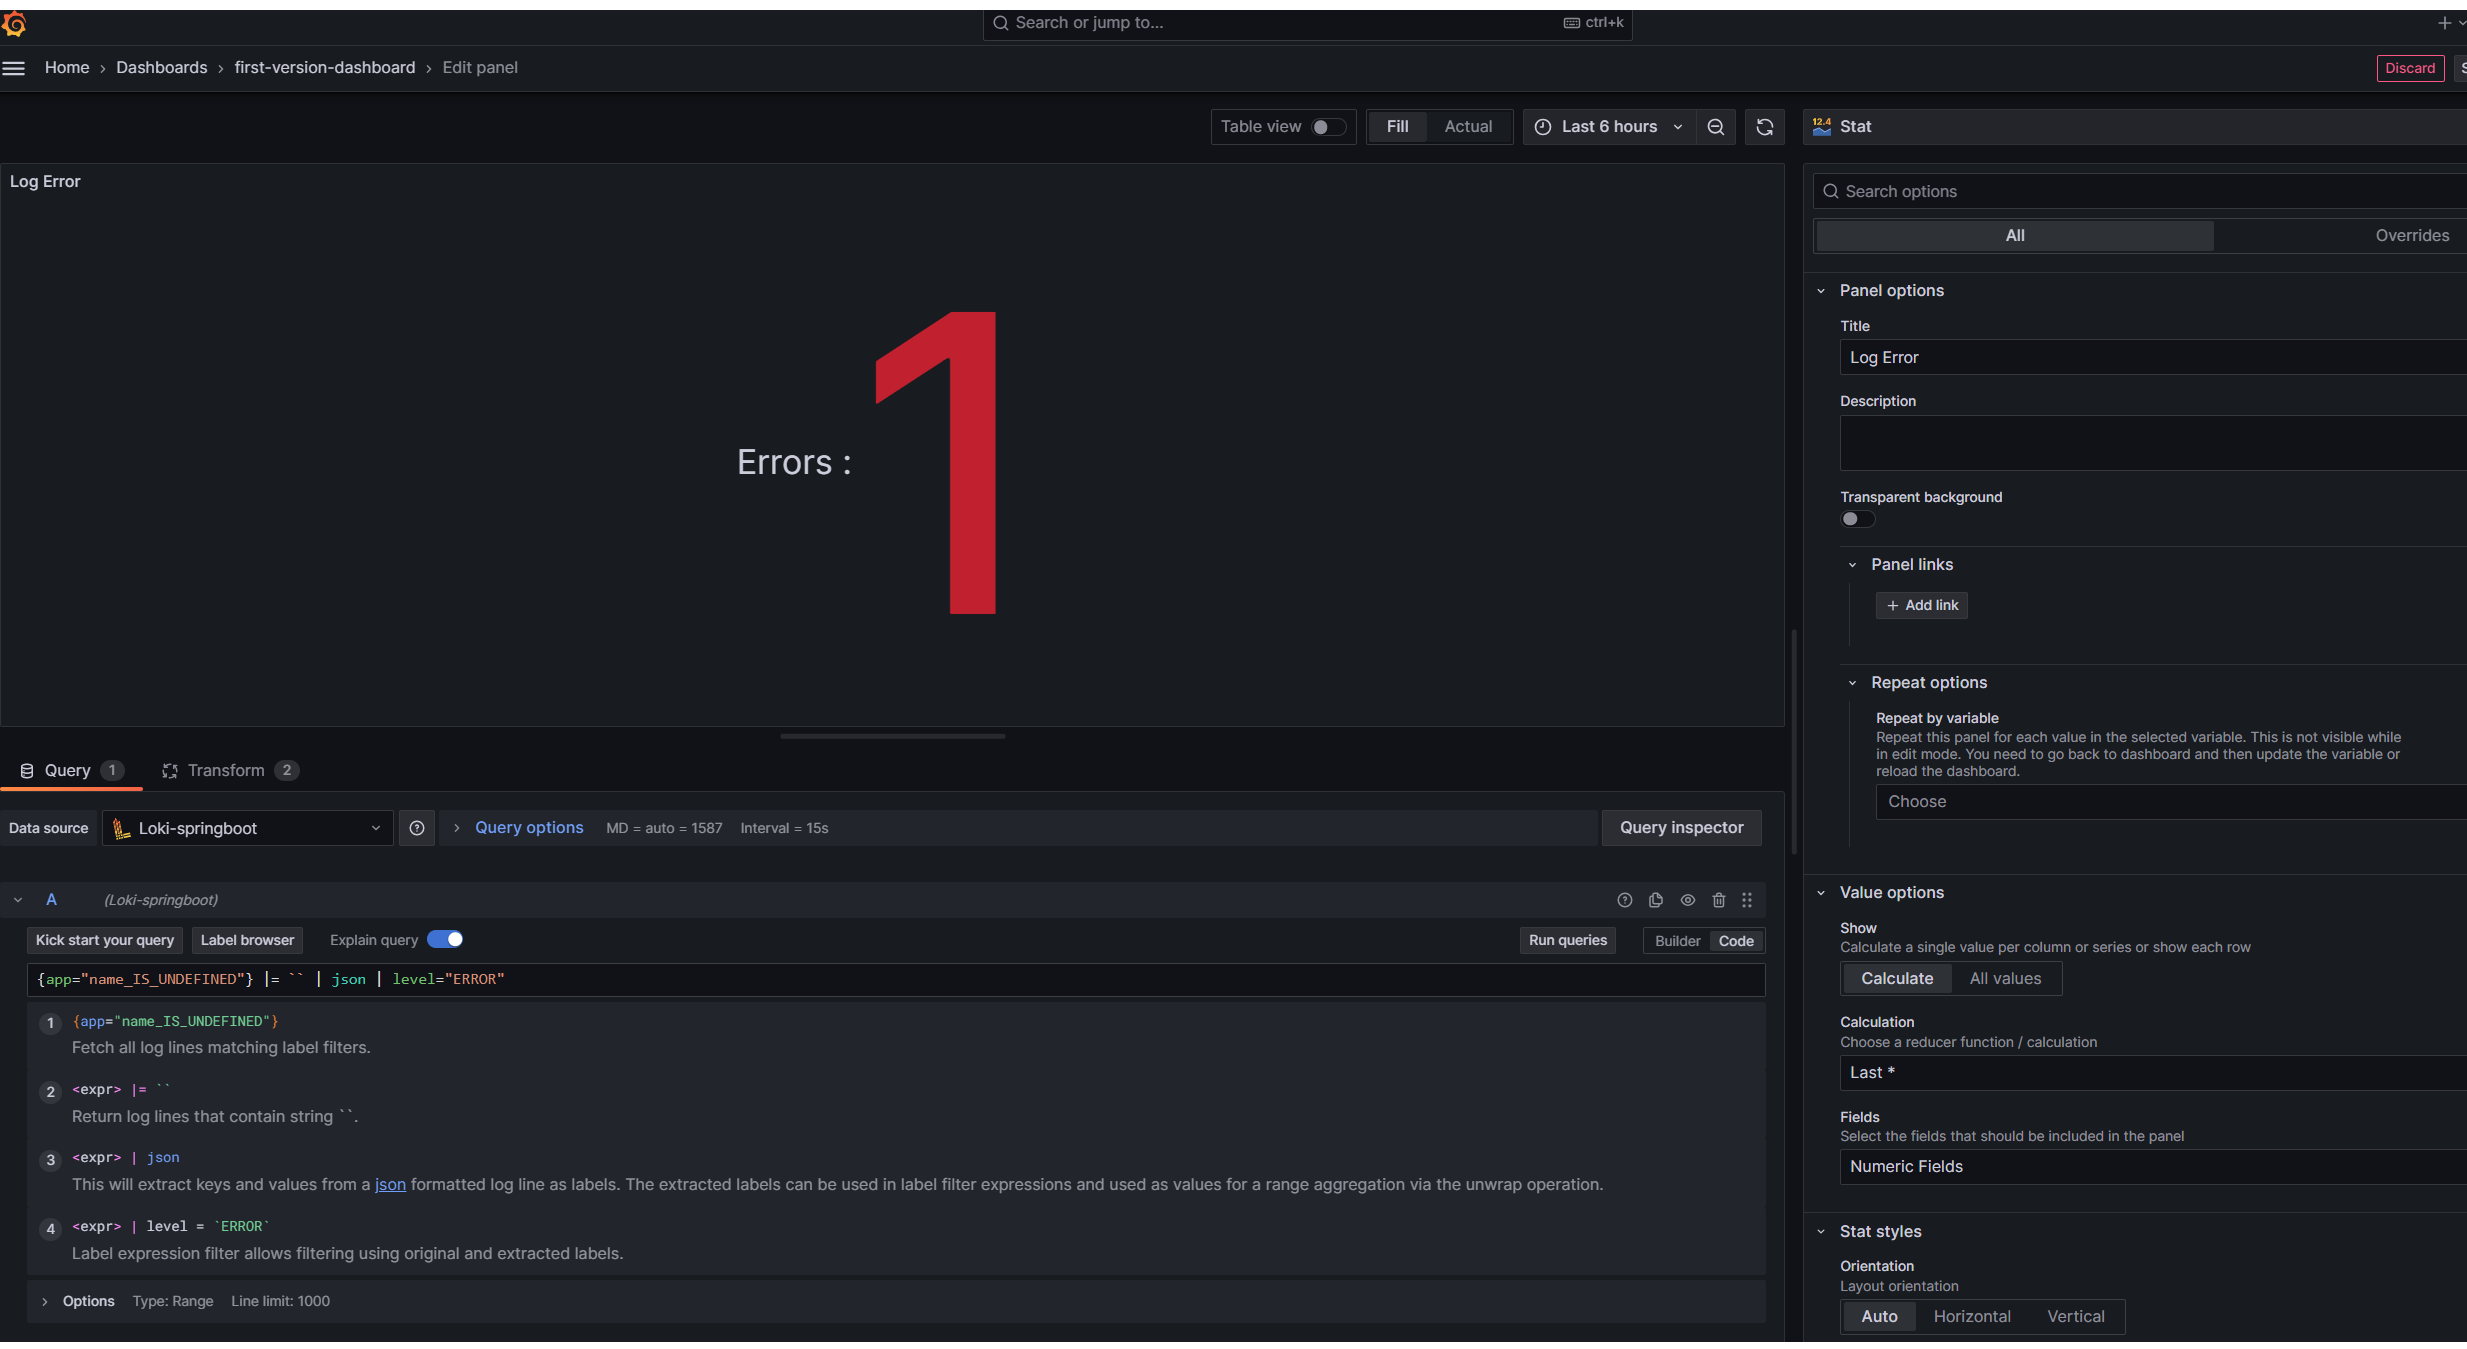 Search or jump to...
ctrl+k
Home › Dashboards › first-version-dashboard › Edit panel
Discard
Table view
Fill
Actual
Last 6 hours
12.4
Stat
Log Error
Errors :
1
Search options
All
Overrides
Panel options
Title
Log Error
Description
Transparent background
Panel links
+ Add link
Repeat options
Repeat by variable
Repeat this panel for each value in the selected variable. This is not visible while
in edit mode. You need to go back to dashboard and then update the variable or
reload the dashboard.
Choose
Value options
Show
Calculate a single value per column or series or show each row
Calculate
All values
Calculation
Choose a reducer function / calculation
Last *
Fields
Select the fields that should be included in the panel
Numeric Fields
Stat styles
Orientation
Layout orientation
Auto
Horizontal
Vertical
Query 1
Transform 2
Data source
Loki-springboot
Query options
MD = auto = 1587
Interval = 15s
Query inspector
A
(Loki-springboot)
Kick start your query
Label browser
Explain query
Run queries
Builder
Code
{app="name_IS_UNDEFINED"} |= `` | json | level="ERROR"
1 {app="name_IS_UNDEFINED"}
Fetch all log lines matching label filters.
2 <expr> |= ``
Return log lines that contain string ``.
3 <expr> | json
This will extract keys and values from a json formatted log line as labels. The extracted labels can be used in label filter expressions and used as values for a range aggregation via the unwrap operation.
4 <expr> | level = `ERROR`
Label expression filter allows filtering using original and extracted labels.
Options
Type: Range
Line limit: 1000